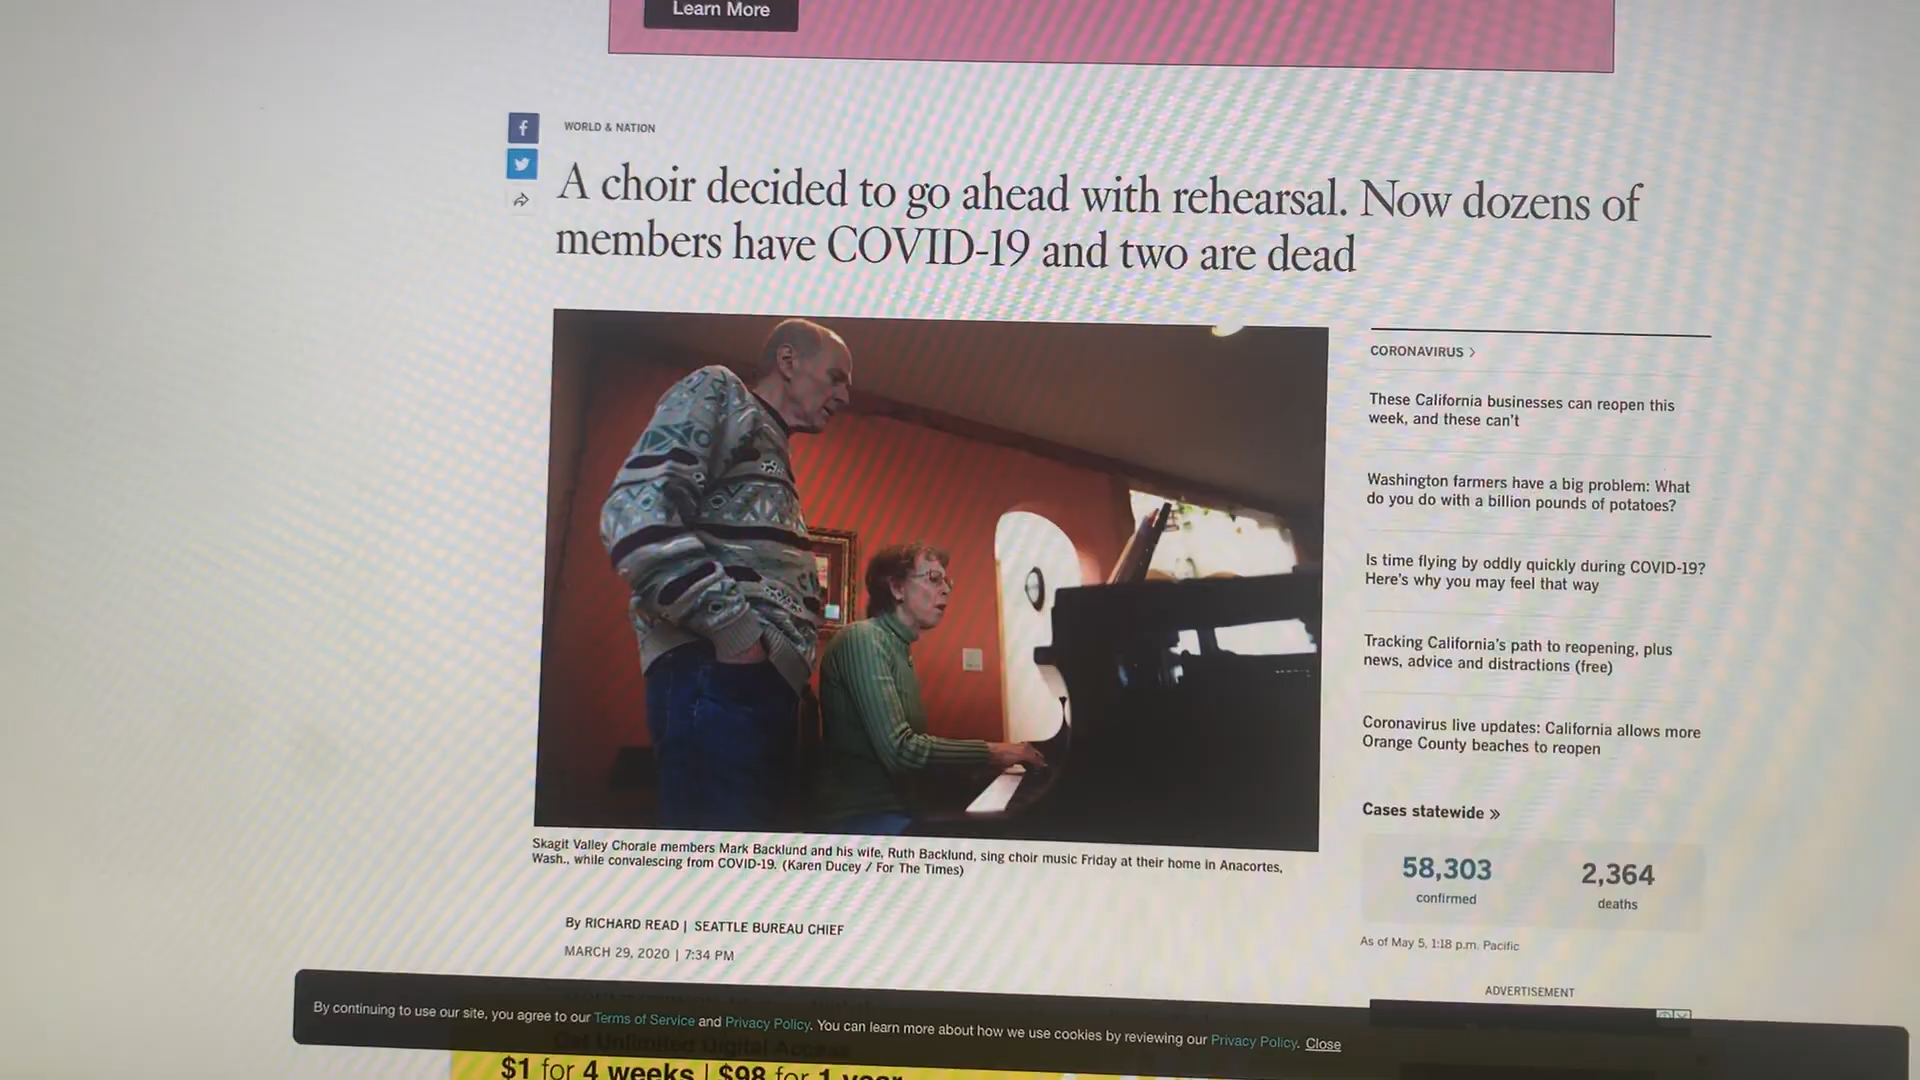 Learn More
WORLD & NATION
A choir decided to go ahead with rehearsal. Now dozens of
members have COVID-19 and two are dead
CORONAVIRUS >
These California businesses can reopen this
week, and these can't
Washington farmers have a big problem: What
do you do with a billion pounds of potatoes?
Is time flying by oddly quickly during COVID-19?
Here's why you may feel that way
Tracking California's path to reopening, plus
news, advice and distractions (free)
Coronavirus live updates: California allows more
Orange County beaches to reopen
Cases statewide »
58,303
confirmed
2,364
deaths
As of May 5, 1:18 p.m. Pacific
ADVERTISEMENT
Skagit Valley Chorale members Mark Backlund and his wife, Ruth Backlund, sing choir music Friday at their home in Anacortes,
Wash., while convalescing from COVID-19. (Karen Ducey / For The Times)
By RICHARD READ | SEATTLE BUREAU CHIEF
MARCH 29, 2020 | 7:34 PM
By continuing to use our site, you agree to our Terms of Service and Privacy Policy. You can learn more about how we use cookies by reviewing our Privacy Policy. Close
Get Unlimited Digital Access
$1 for 4 weeks | $98 for 1 year